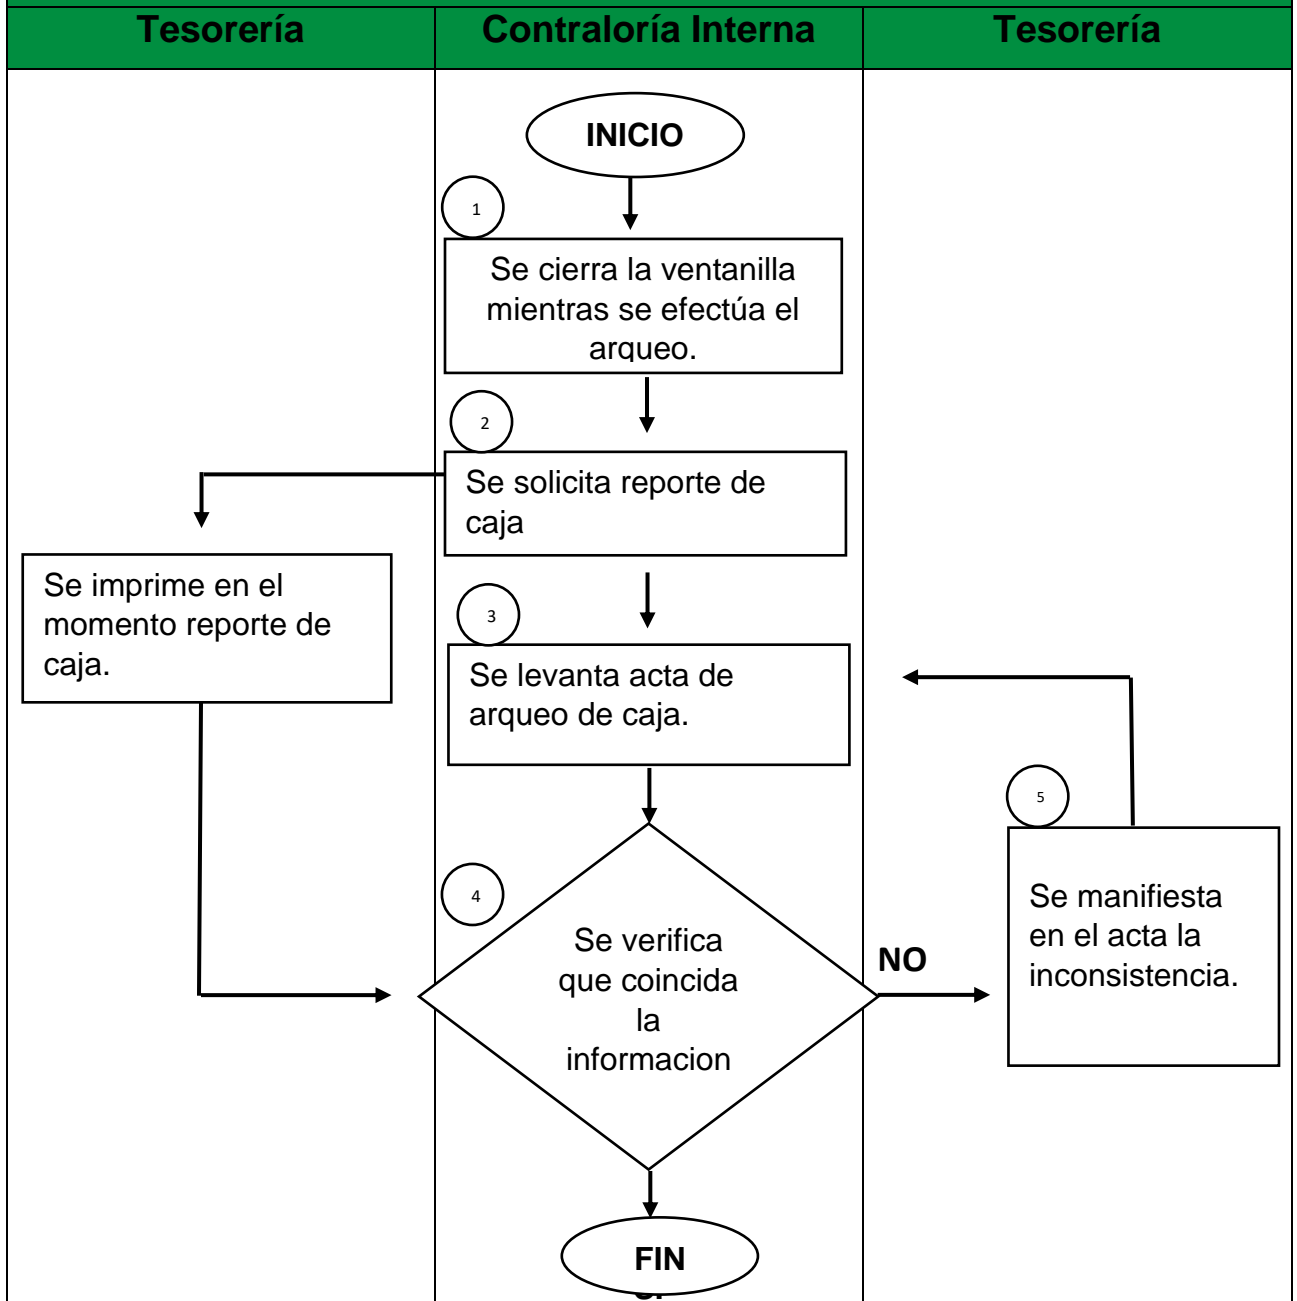 Tesorería
Contraloría Interna
Tesorería
INICIO
1
Se cierra la ventanilla
mientras se efectúa el
arqueo.
2
Se solicita reporte de
caja
Se imprime en el
momento reporte de
caja.
3
Se levanta acta de
arqueo de caja.
5
4
Se verifica
que coincida
la
informacion
NO
Se manifiesta
en el acta la
inconsistencia.
FIN